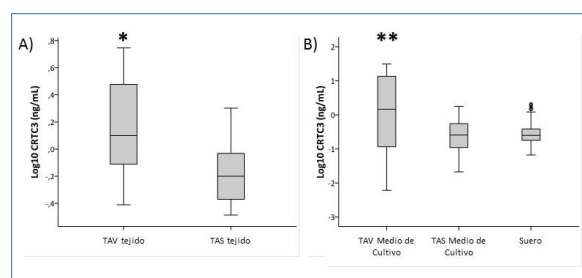 A)
*
Log10 CRTC3 (ng/mL)
,8
,6
,4
,2
,0
-,2
-,4
TAV tejido
TAS tejido
B)
**
Log10 CRTC3 (ng/mL)
2
1
0
-1
-2
-3
TAV Medio de
Cultivo
TAS Medio de
Cultivo
Suero